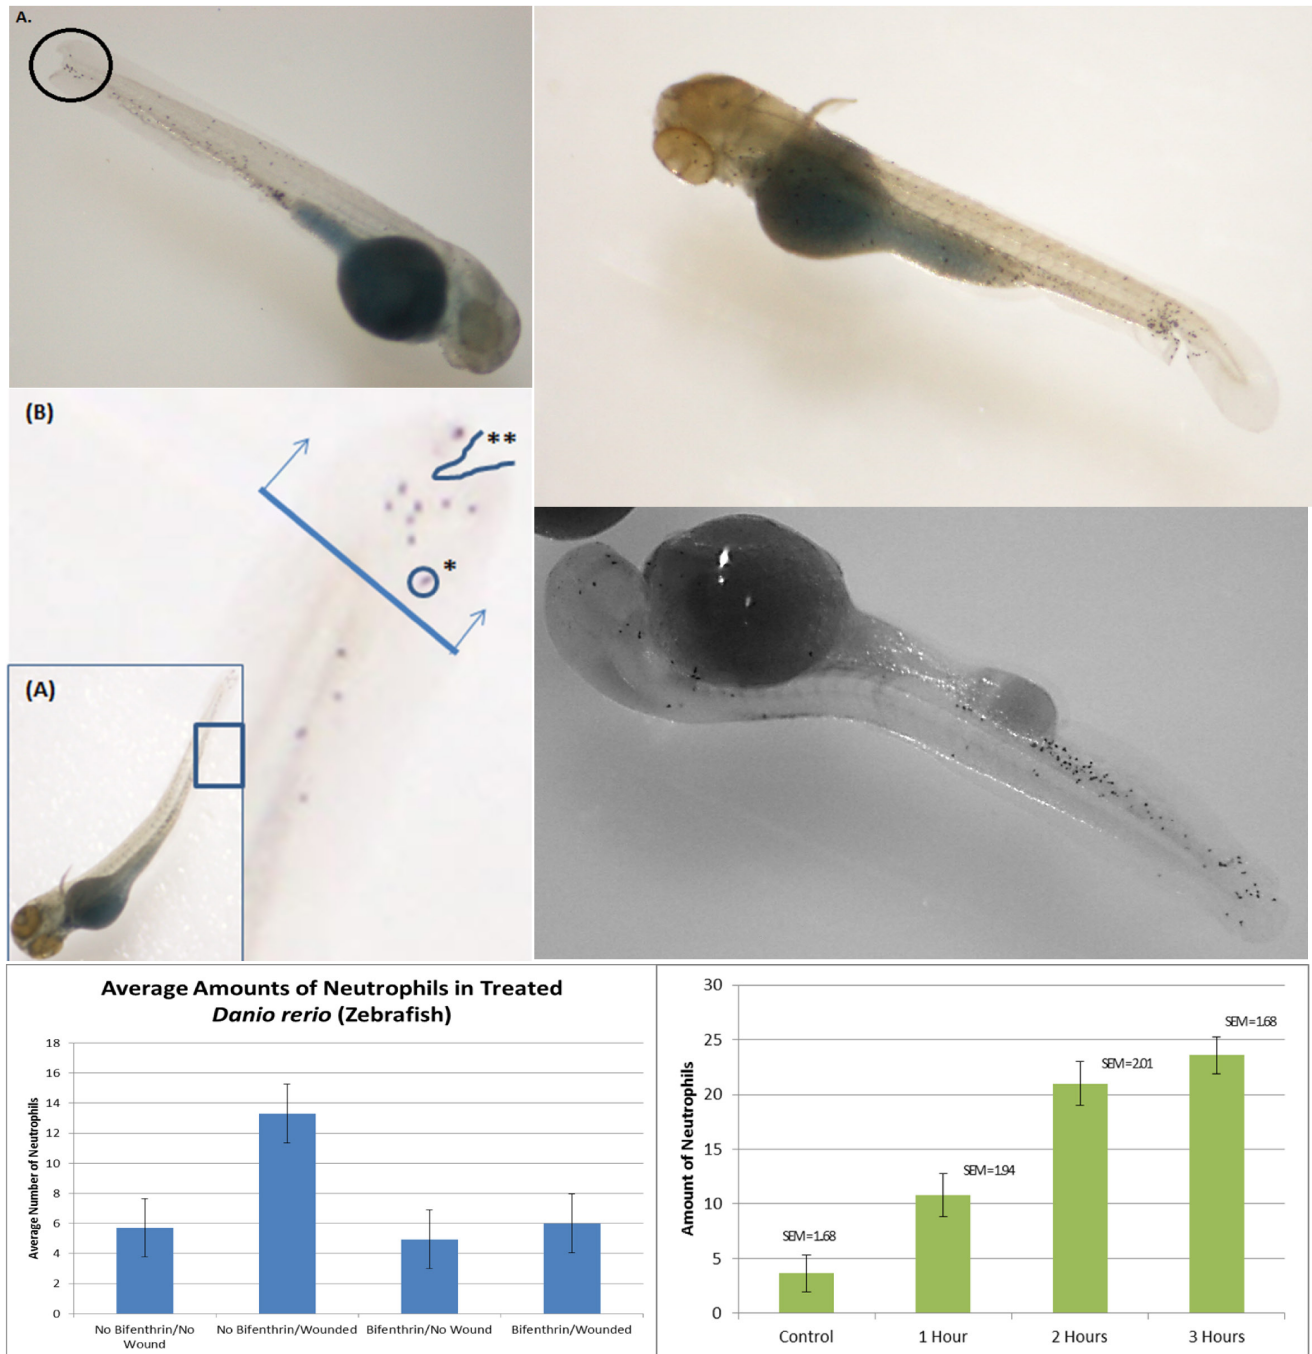 A.
(B)
**
*
(A)
Average Amounts of Neutrophils in Treated
Danio rerio (Zebrafish)
Average Number of Neutrophils
18
16
14
12
10
8
6
4
2
0
No Bifenthrin/No
Wound
No Bifenthrin/Wounded
Bifenthrin/No Wound
Bifenthrin/Wounded
Amount of Neutrophils
30
25
20
15
10
5
0
SEM=1.68
SEM=1.94
SEM=2.01
SEM=1.68
Control
1 Hour
2 Hours
3 Hours